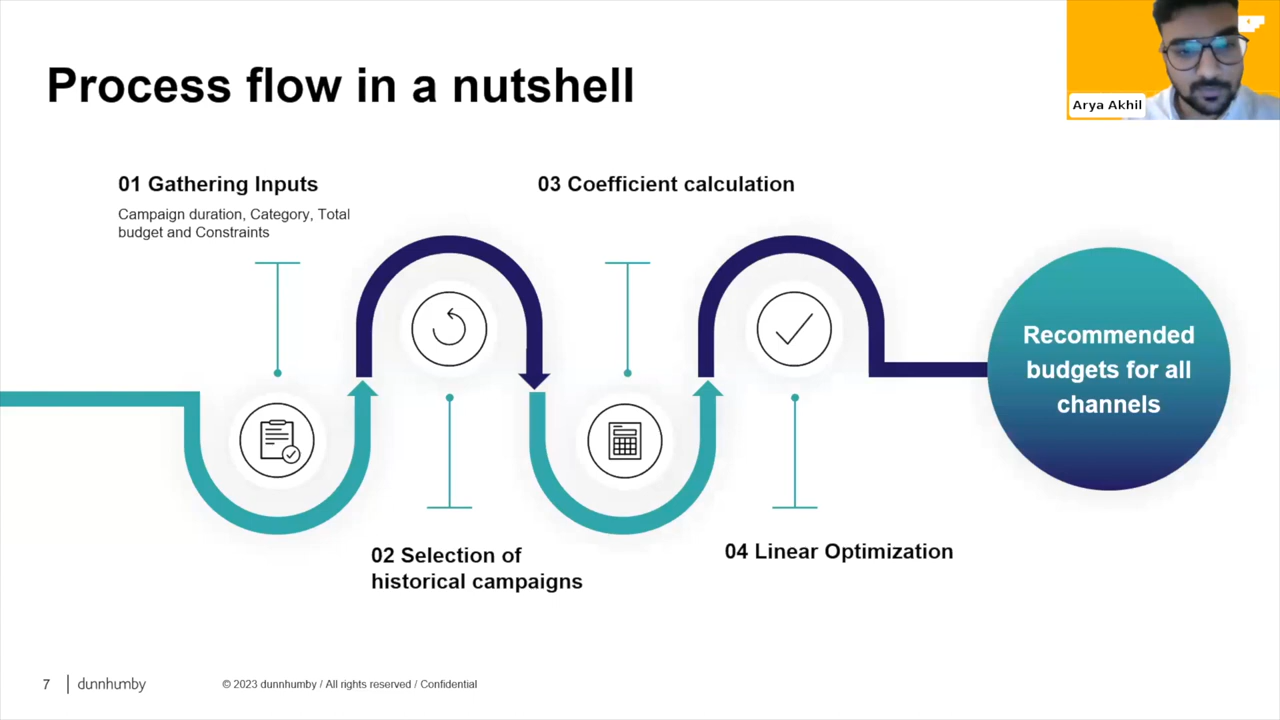 Process flow in a nutshell
Arya Akhil
01 Gathering Inputs
Campaign duration, Category, Total
budget and Constraints
03 Coefficient calculation
Recommended
budgets for all
channels
02 Selection of
historical campaigns
04 Linear Optimization
7
dunnhumby
© 2023 dunnhumby / All rights reserved / Confidential